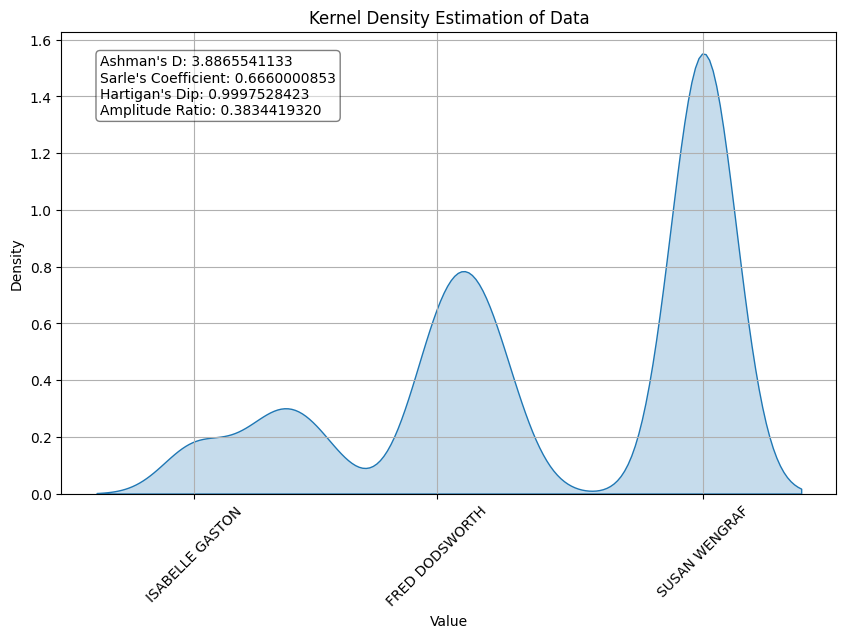 Kernel Density Estimation of Data
Ashman's D: 3.8865541133
Sarle's Coefficient: 0.6660000853
Hartigan's Dip: 0.9997528423
Amplitude Ratio: 0.3834419320
1.6
1.4
1.2
1.0
0.8
0.6
0.4
0.2
0.0
Density
ISABELLE GASTON
FRED DODSWORTH
SUSAN WENGRAF
Value